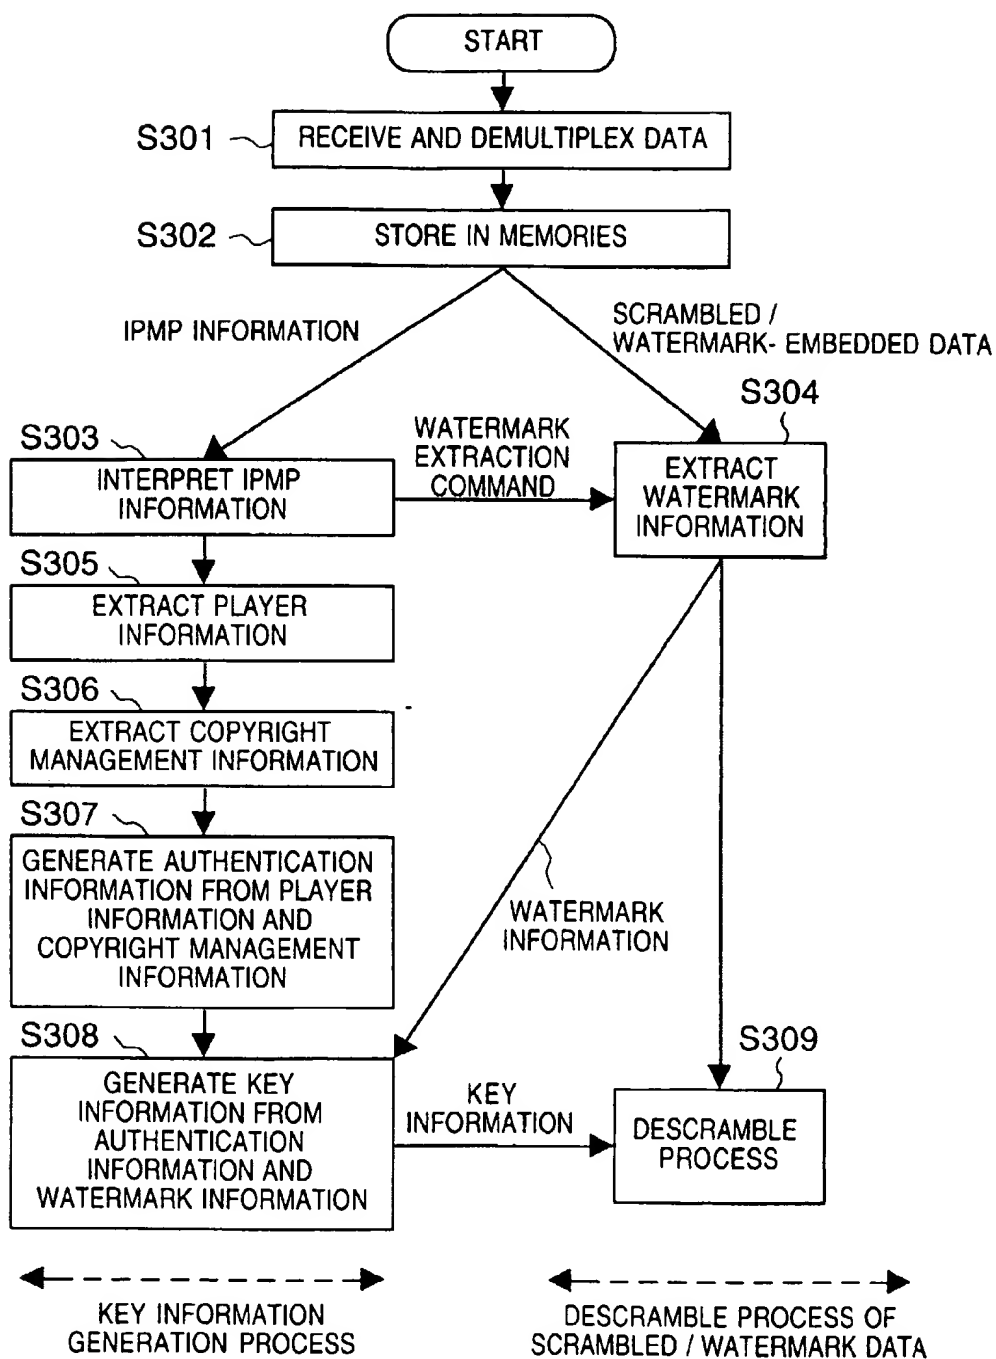 START
S301
RECEIVE AND DEMULTIPLEX DATA
S302
STORE IN MEMORIES
IPMP INFORMATION
SCRAMBLED /
WATERMARK- EMBEDDED DATA
S303
INTERPRET IPMP
INFORMATION
WATERMARK
EXTRACTION
COMMAND
S304
EXTRACT
WATERMARK
INFORMATION
S305
EXTRACT PLAYER
INFORMATION
S306
EXTRACT COPYRIGHT
MANAGEMENT INFORMATION
S307
GENERATE AUTHENTICATION
INFORMATION FROM PLAYER
INFORMATION AND
COPYRIGHT MANAGEMENT
INFORMATION
WATERMARK
INFORMATION
S308
GENERATE KEY
INFORMATION FROM
AUTHENTICATION
INFORMATION AND
WATERMARK INFORMATION
KEY
INFORMATION
S309
DESCRAMBLE
PROCESS
KEY INFORMATION
GENERATION PROCESS
DESCRAMBLE PROCESS OF
SCRAMBLED / WATERMARK DATA